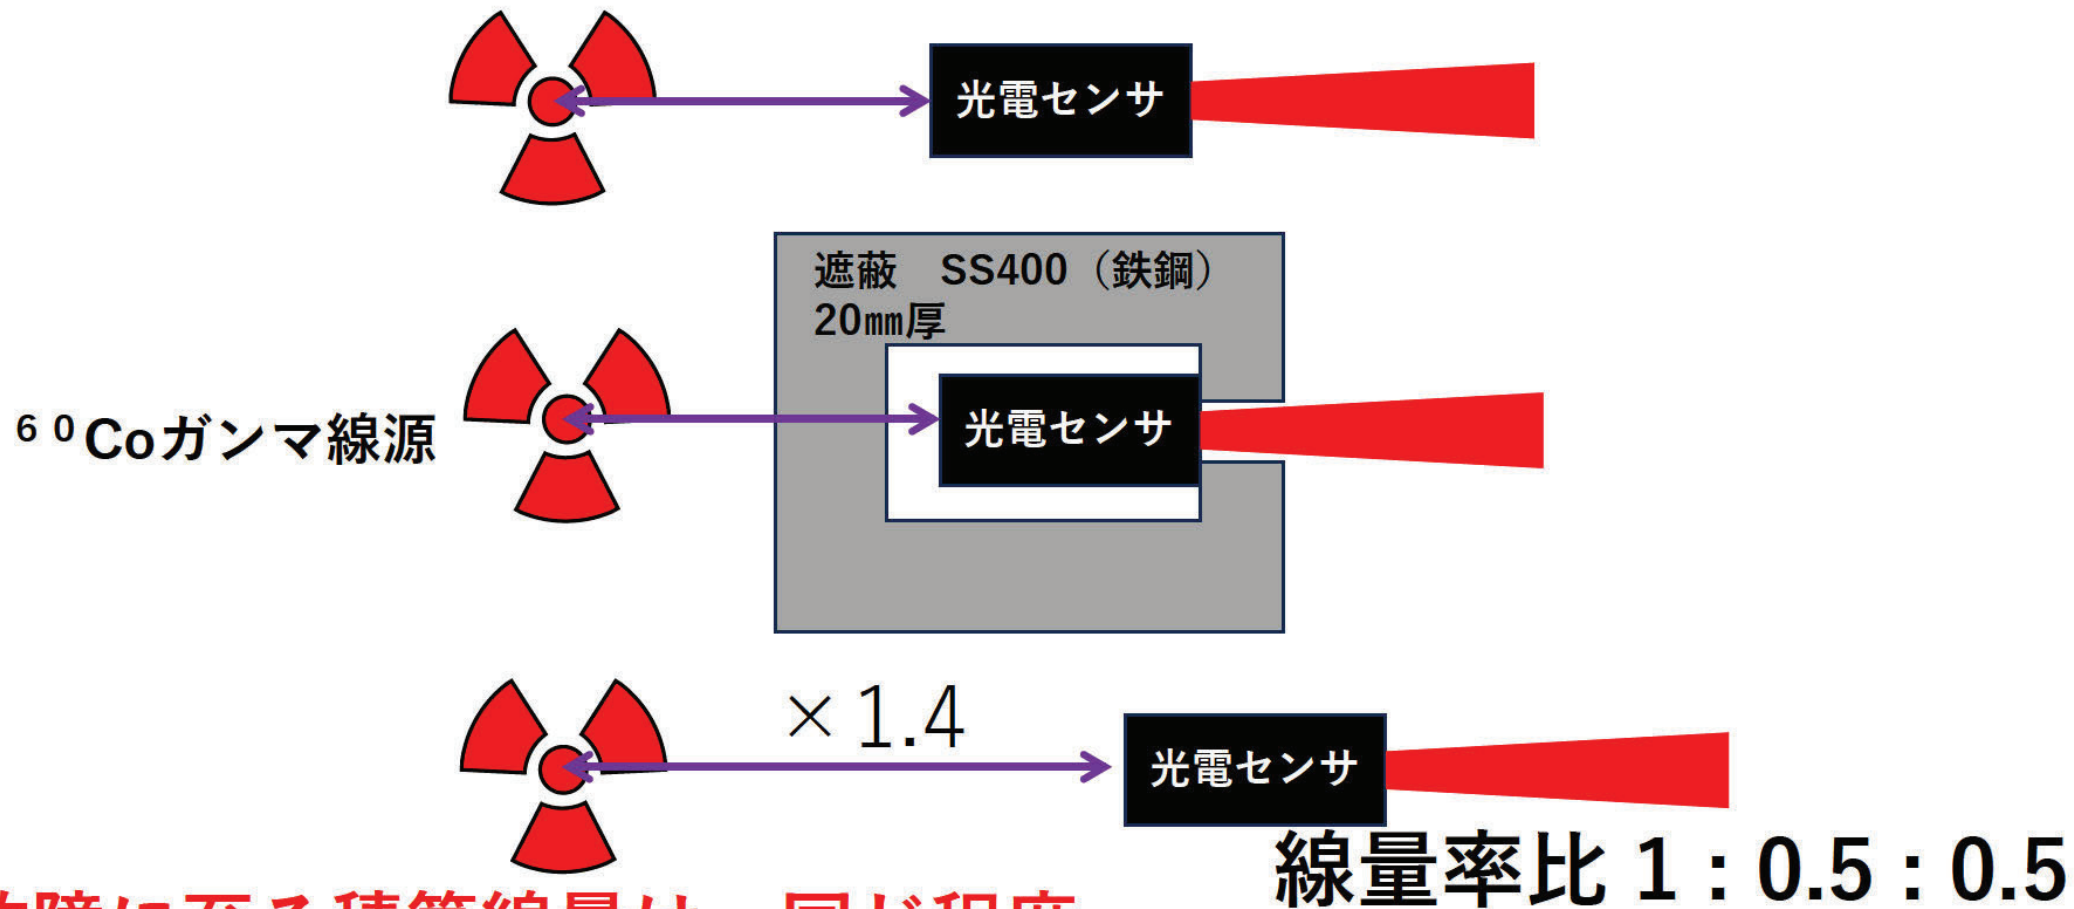 光電センサ
遮蔽　SS400（鉄鋼）
20㎜厚
光電センサ
⁶⁰Coガンマ線源
×1.4
光電センサ
線量率比 1：0.5：0.5